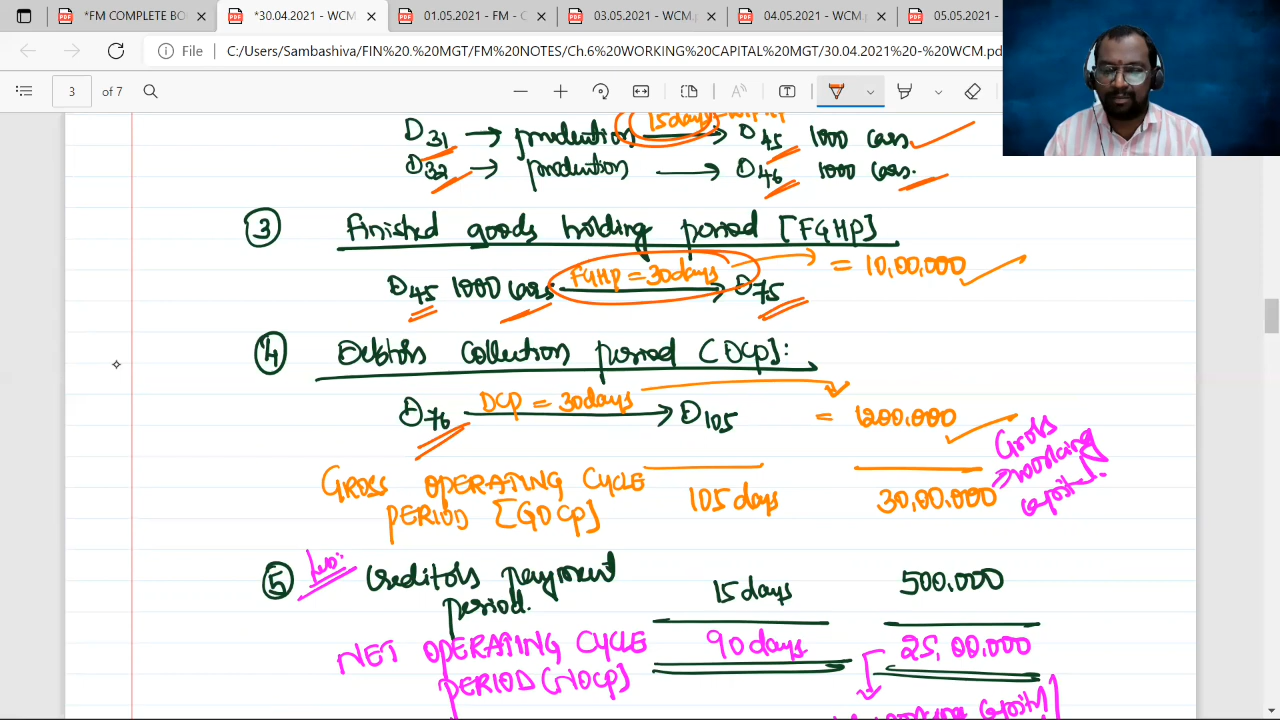 *FM COMPLETE BO
*30.04.2021 - WCM
01.05.2021 - FM - C
03.05.2021 - WCM.
04.05.2021 - WCM
05.05.2021 -
File C:/Users/Sambashiva/FIN%20.%20MGT/FM%20NOTES/Ch.6%20WORKING%20CAPITAL%20MGT/30.04.2021%20-%20WCM.pd
3 of 7
D31 → production 15 days → D45 1000 cars
D32 → production → D46 1000 cars.
③ Finished goods holding period [FGHP]
D45 1000 cars FGHP = 30 days → D75 = 10,00,000
④ Debtors Collection period (DCP]:
D76 DCP = 30 days → D105 = 1200,000
GROSS OPERATING CYCLE PERIOD [GOCP] 105 days 30,00,000
Gross working capital.
⑤ Less: Creditors payment period. 15 days 500,000
NET OPERATING CYCLE PERIOD (NOCP] 90 days 25,00,000